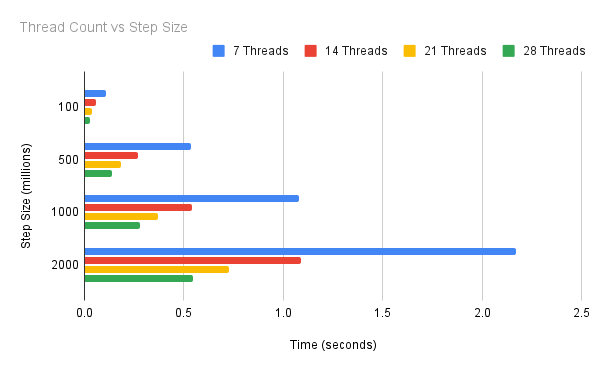 Thread Count vs Step Size
7 Threads 14 Threads 21 Threads 28 Threads
100
500
1000
2000
Step Size (millions)
0.0 0.5 1.0 1.5 2.0 2.5
Time (seconds)